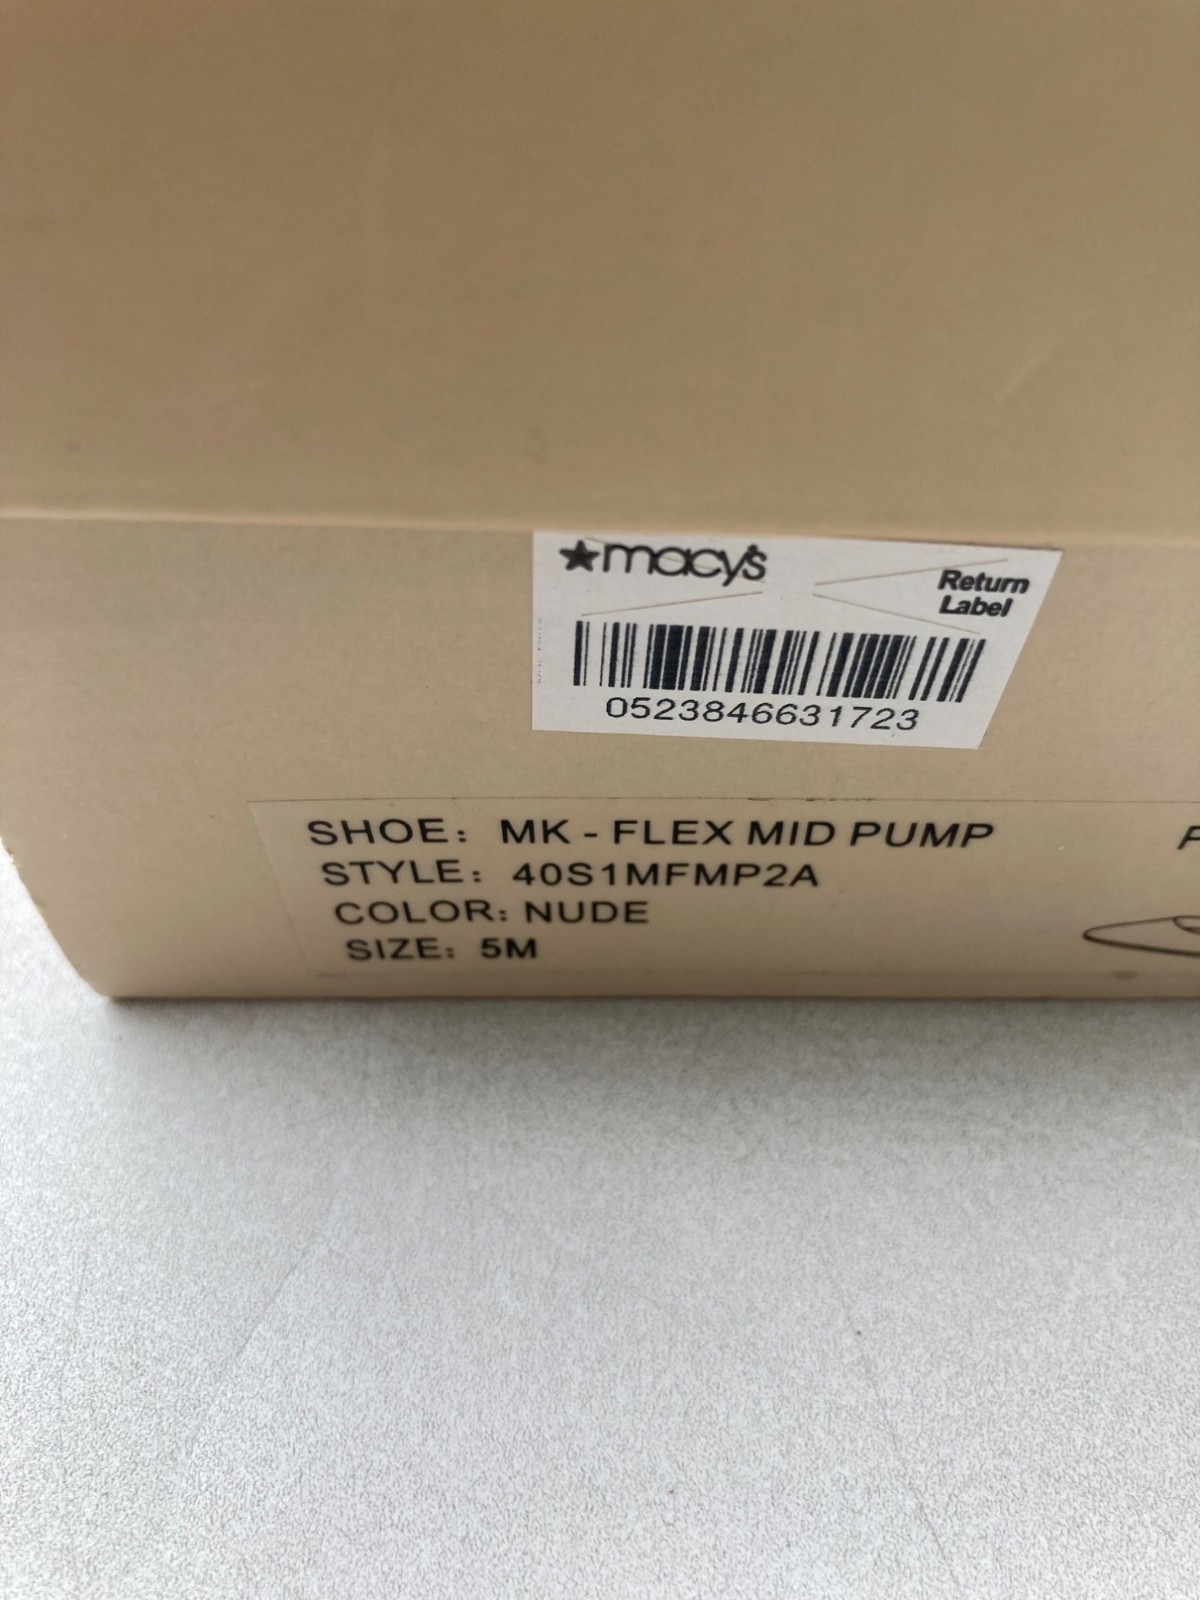 ★macy's
Return
Label
0523846631723
SHOE: MK - FLEX MID PUMP
STYLE: 40S1MFMP2A
COLOR: NUDE
SIZE: 5M